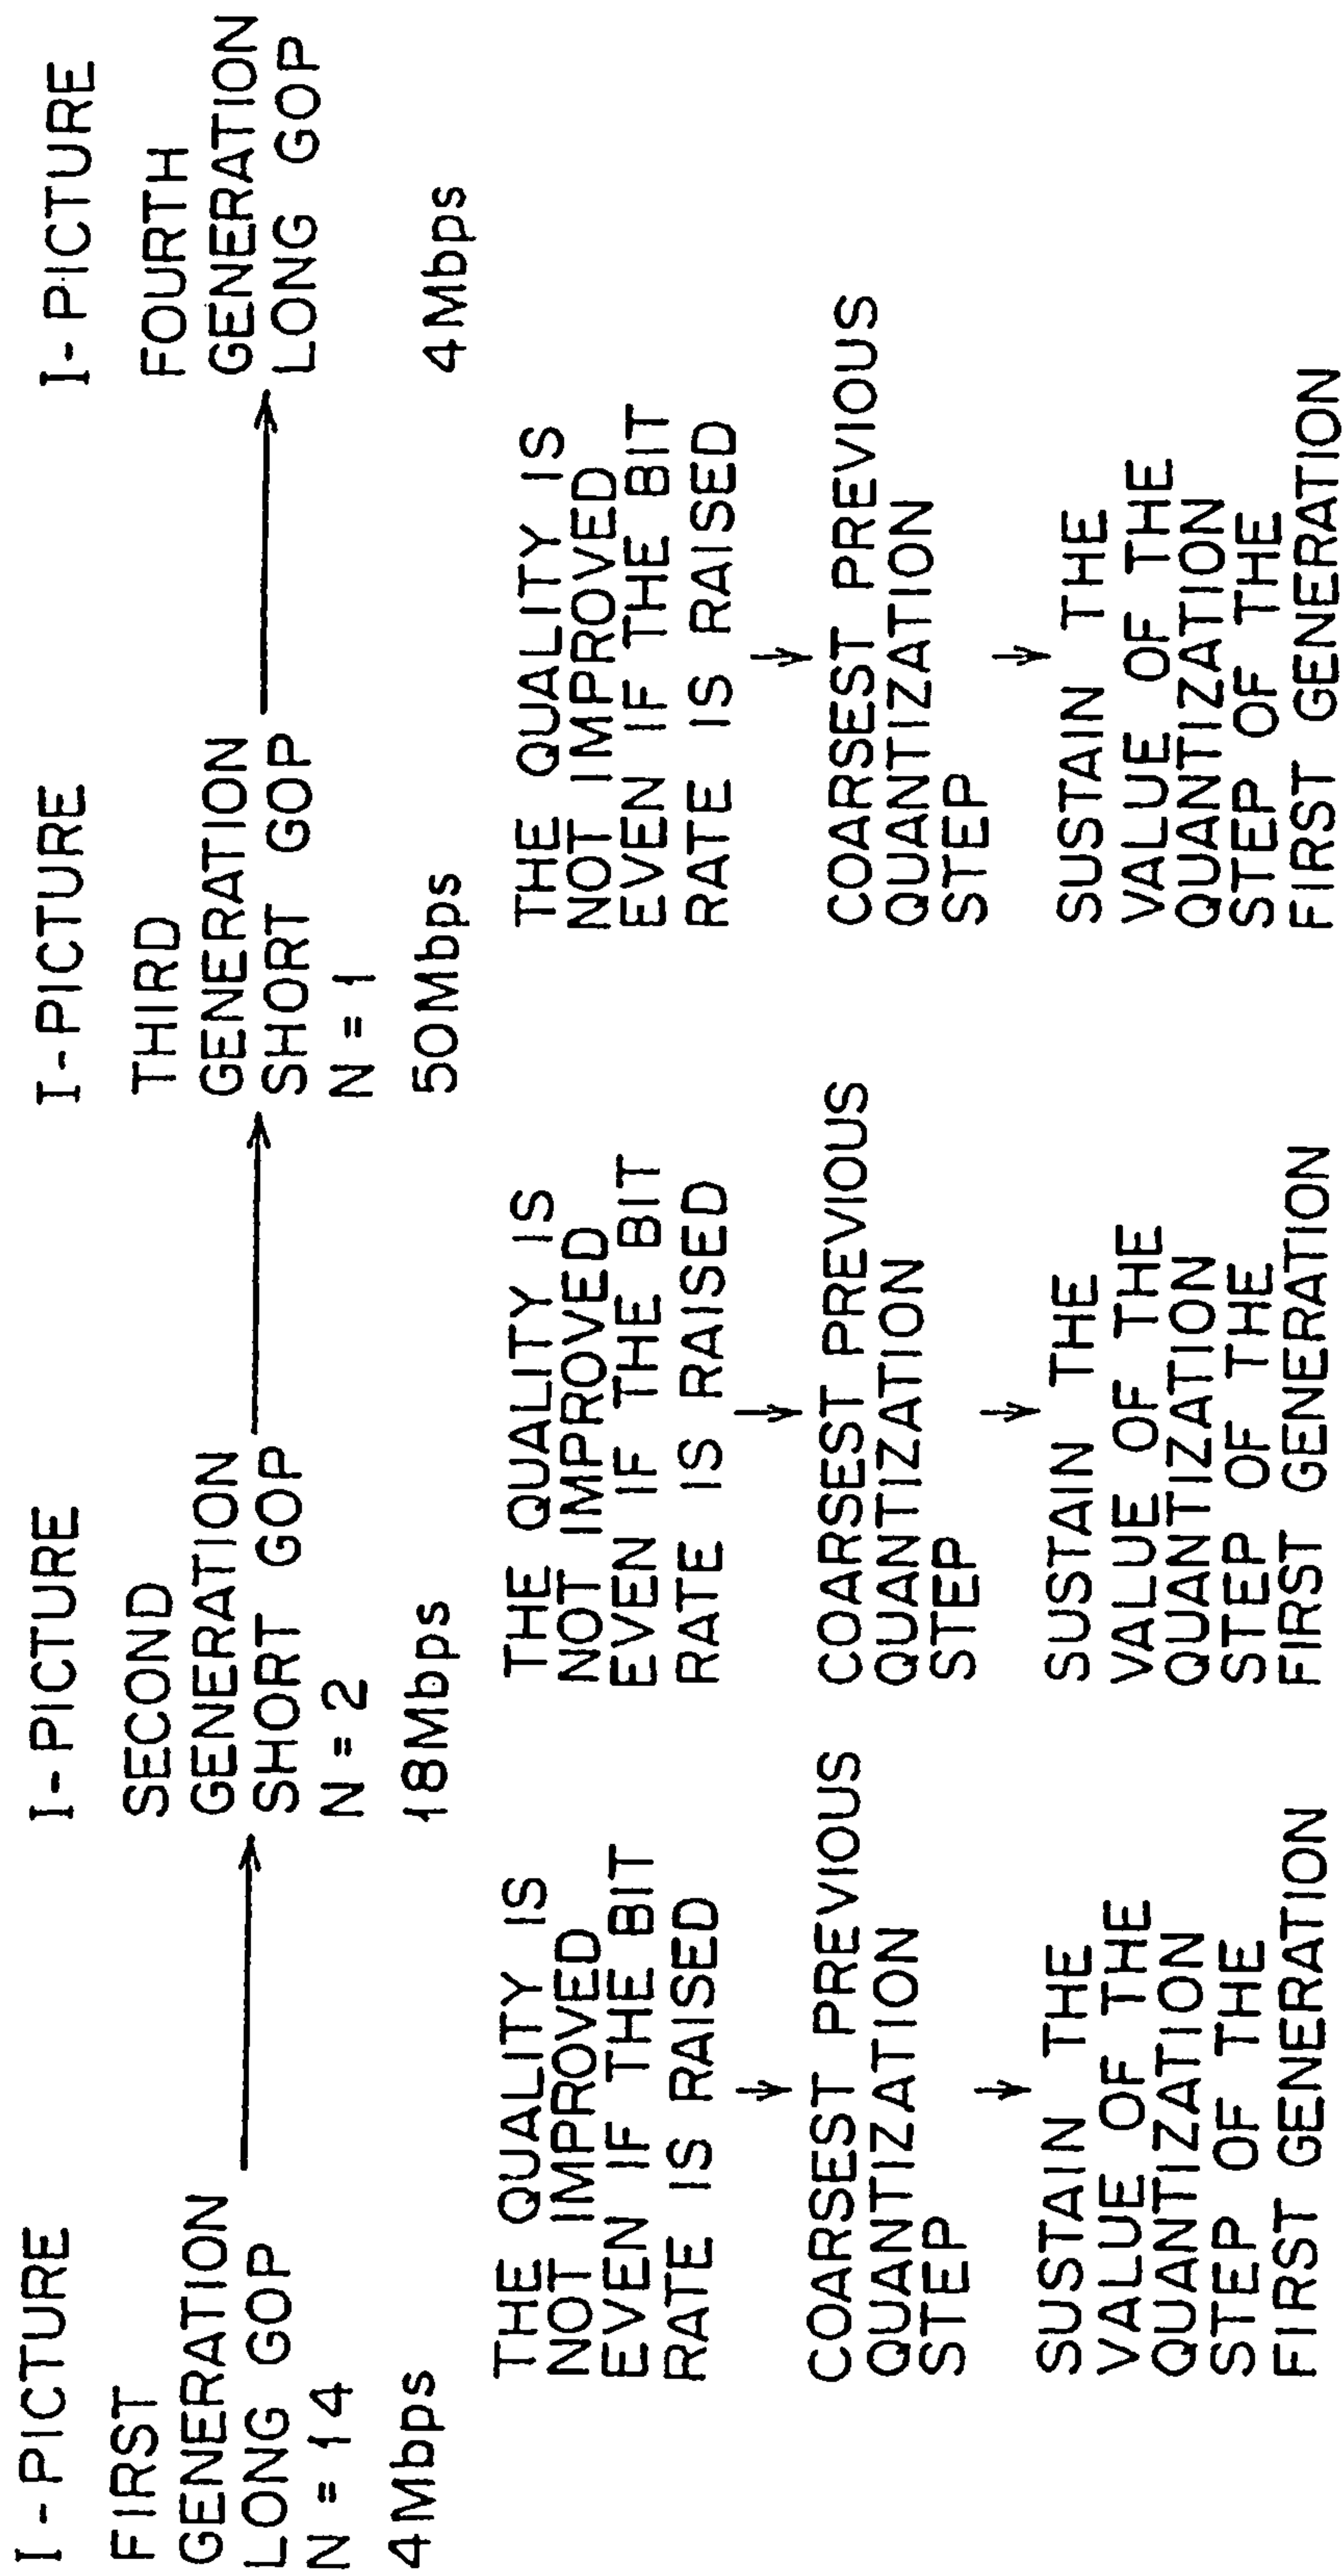 I-PICTURE
FIRST
GENERATION
LONG GOP
N = 14
4Mbps
I-PICTURE
SECOND
GENERATION
SHORT GOP
N = 2
18Mbps
I-PICTURE
THIRD
GENERATION
SHORT GOP
N = 1
50Mbps
I-PICTURE
FOURTH
GENERATION
LONG GOP
4Mbps
THE QUALITY IS
NOT IMPROVED
EVEN IF THE BIT
RATE IS RAISED
COARSEST PREVIOUS
QUANTIZATION
STEP
SUSTAIN THE
VALUE OF THE
QUANTIZATION
STEP OF THE
FIRST GENERATION
THE QUALITY IS
NOT IMPROVED
EVEN IF THE BIT
RATE IS RAISED
COARSEST PREVIOUS
QUANTIZATION
STEP
SUSTAIN THE
VALUE OF THE
QUANTIZATION
STEP OF THE
FIRST GENERATION
THE QUALITY IS
NOT IMPROVED
EVEN IF THE BIT
RATE IS RAISED
COARSEST PREVIOUS
QUANTIZATION
STEP
SUSTAIN THE
VALUE OF THE
QUANTIZATION
STEP OF THE
FIRST GENERATION